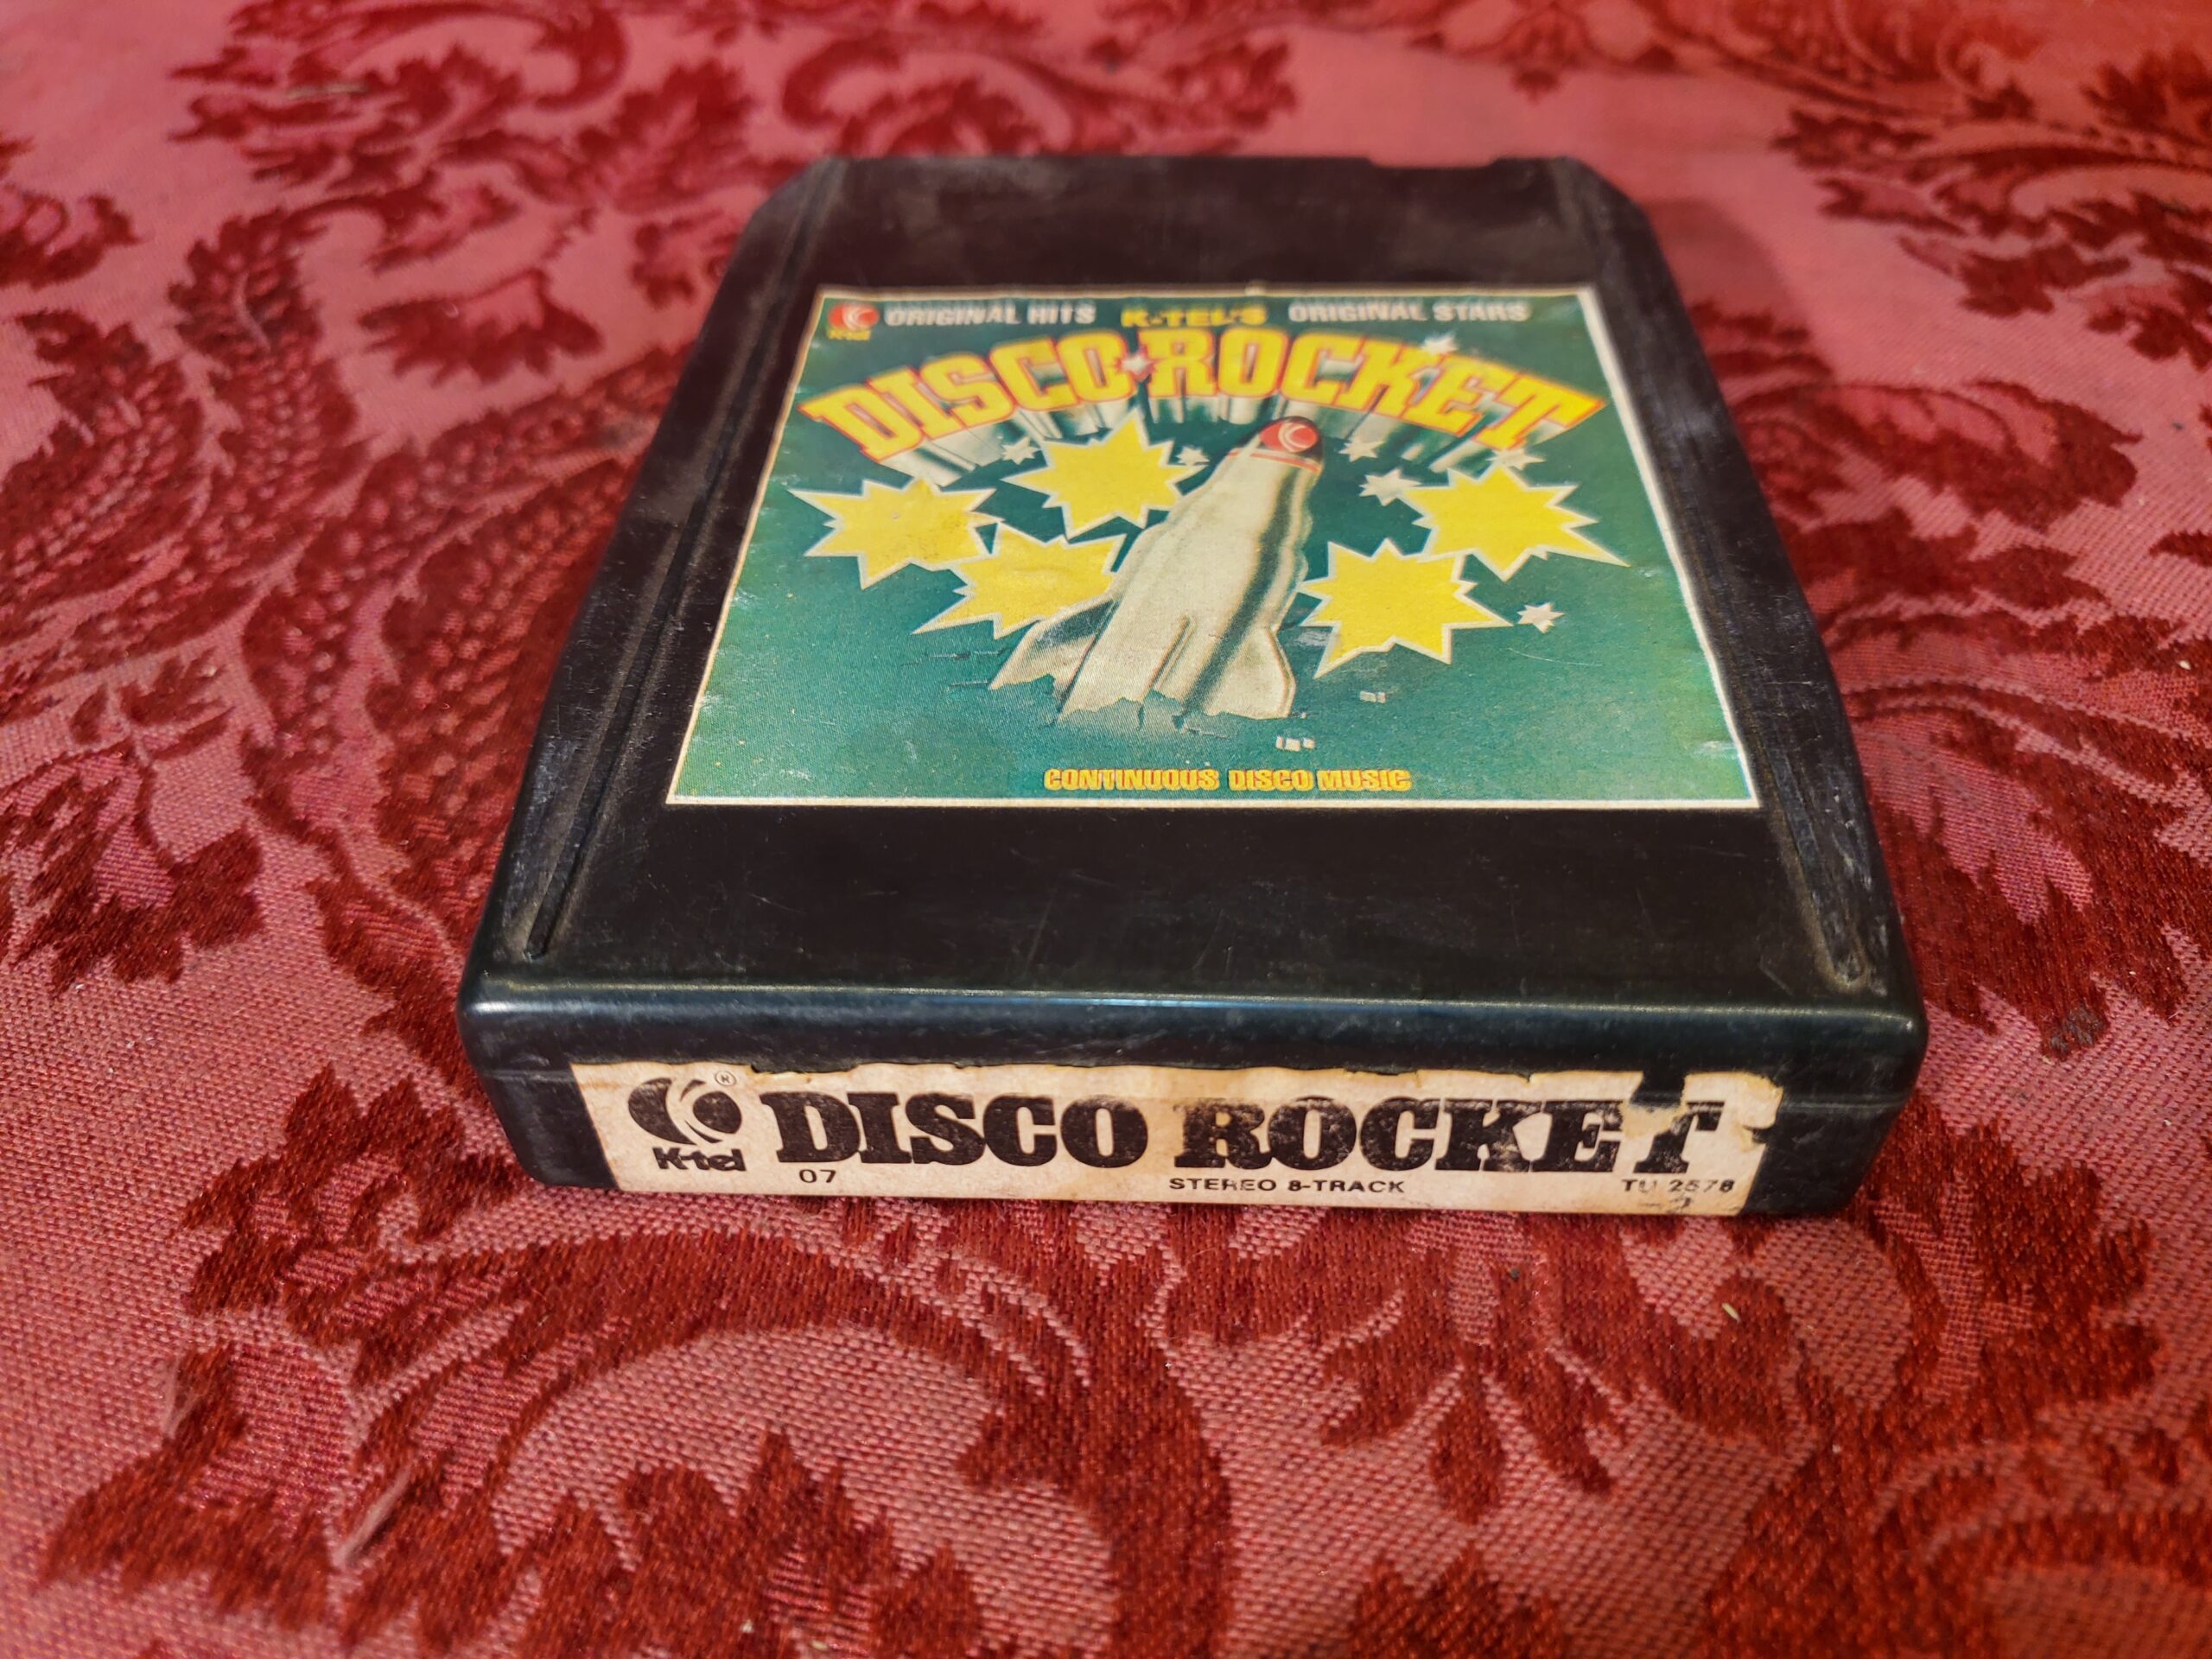 K-tel ORIGINAL HITS K-TEL'S ORIGINAL STARS
DISCO ROCKET
CONTINUOUS DISCO MUSIC
K-tel ® DISCO ROCKET
07 STEREO 8-TRACK TU 2578